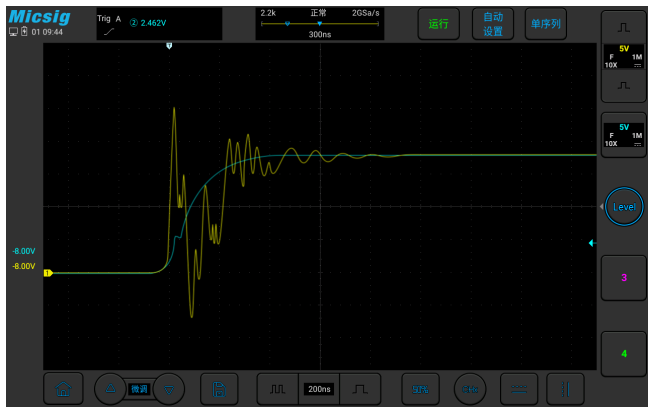 Micsig
01 09:44
Trig A ② 2.462V
2.2k 正常 2GSa/s
300ns
运行
自动
设置
单序列
5V
F 1M
10X
5V
F 1M
10X
Level
-8.00V
-8.00V
1
3
4
微调
200ns
50%